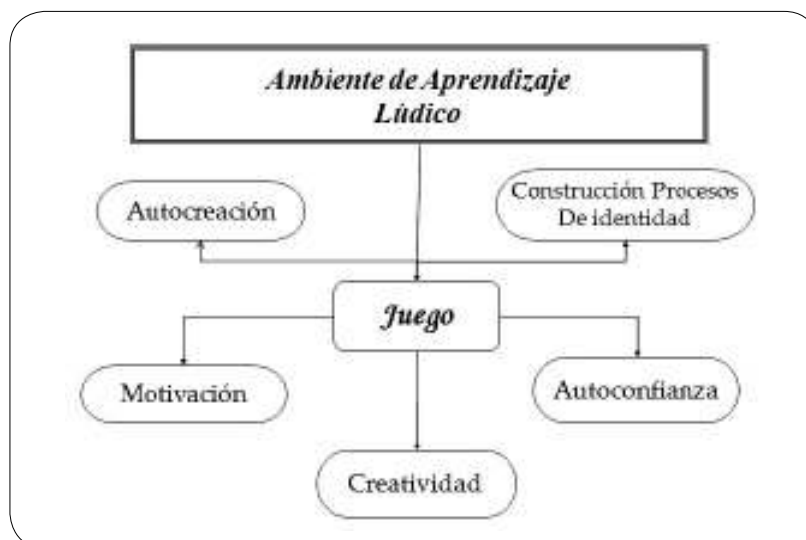 Ambiente de Aprendizaje
Lúdico
Autocreación
Construcción Procesos
De identidad
Juego
Motivación
Autoconfianza
Creatividad